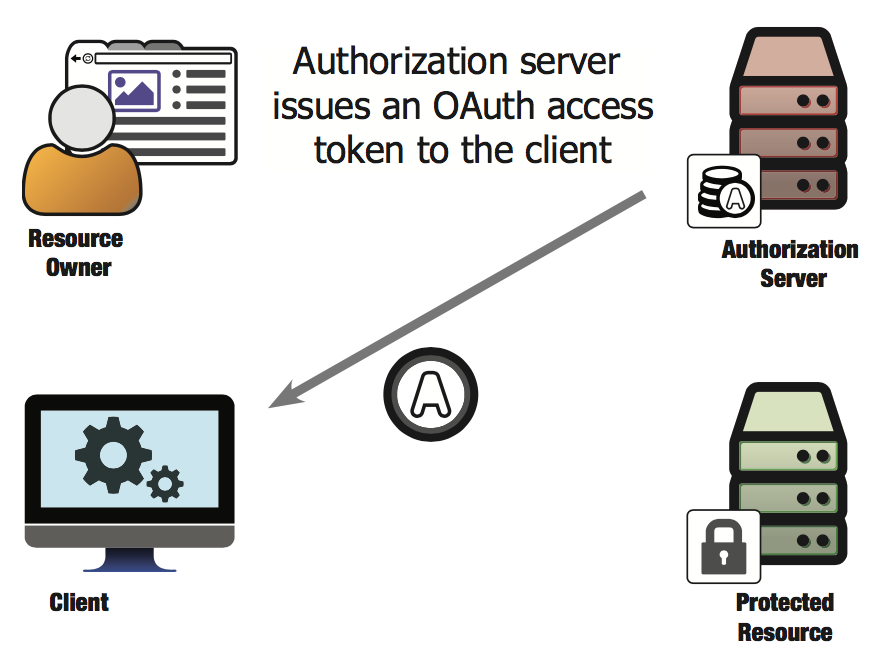 Authorization server
issues an OAuth access
token to the client
Resource
Owner
Authorization
Server
A
A
Client
Protected
Resource